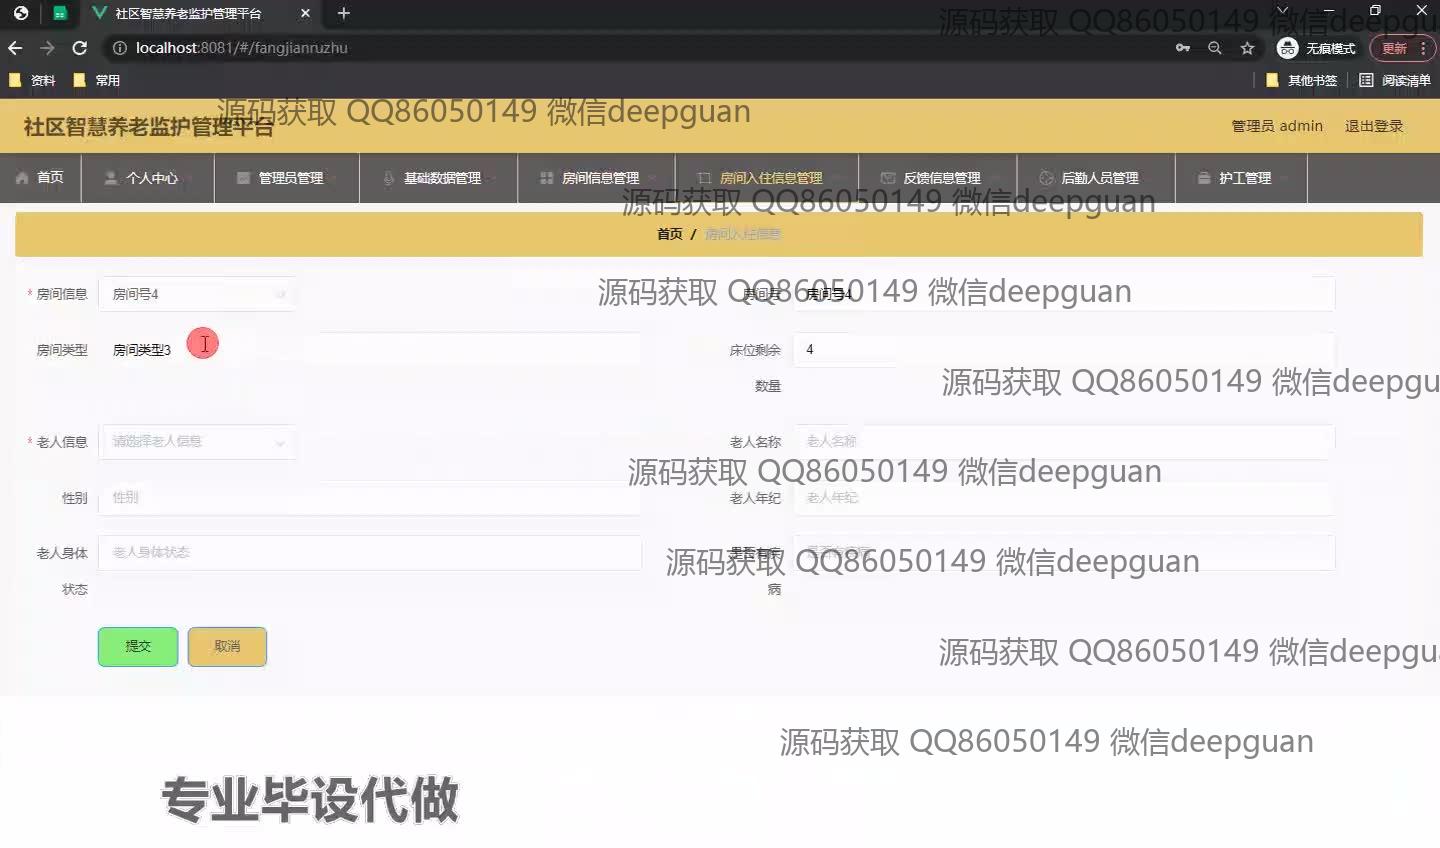 社区智慧养老监护管理平台
localhost:8081/#/fangjianruzhu
无痕模式
更新
资料
常用
其他书签
阅读清单
源码获取 QQ86050149 微信deepgu
社区智慧养老监护管理平台
源码获取 QQ86050149 微信deepguan
管理员 admin
退出登录
首页
个人中心
管理员管理
基础数据管理
房间信息管理
房间入住信息管理
反馈信息管理
后勤人员管理
护工管理
源码获取 QQ86050149 微信deepguan
首页 / 房间入住信息
* 房间信息
房间号4
房间号
房间号4
源码获取 QQ86050149 微信deepguan
房间类型
房间类型3
床位剩余数量
4
源码获取 QQ86050149 微信deepgu
* 老人信息
请选择老人信息
老人名称
老人名称
源码获取 QQ86050149 微信deepguan
性别
性别
老人年纪
老人年纪
老人身体状态
老人身体状态
是否有疾病
源码获取 QQ86050149 微信deepguan
提交
取消
源码获取 QQ86050149 微信deepgu
源码获取 QQ86050149 微信deepguan
专业毕设代做